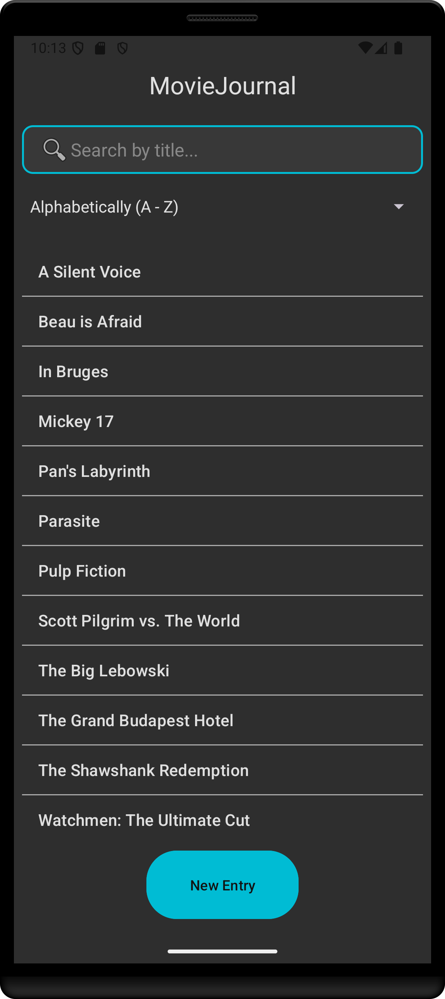 10:13
MovieJournal
Search by title...
Alphabetically (A - Z)
A Silent Voice
Beau is Afraid
In Bruges
Mickey 17
Pan's Labyrinth
Parasite
Pulp Fiction
Scott Pilgrim vs. The World
The Big Lebowski
The Grand Budapest Hotel
The Shawshank Redemption
Watchmen: The Ultimate Cut
New Entry